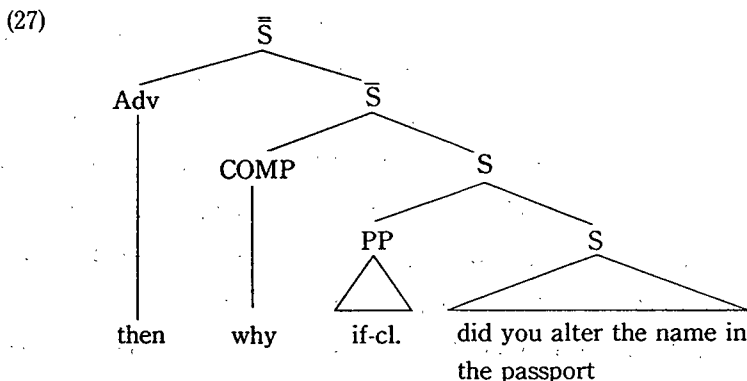 (27)
S̿
Adv S̄
COMP S
PP S
then why if-cl. did you alter the name in
the passport